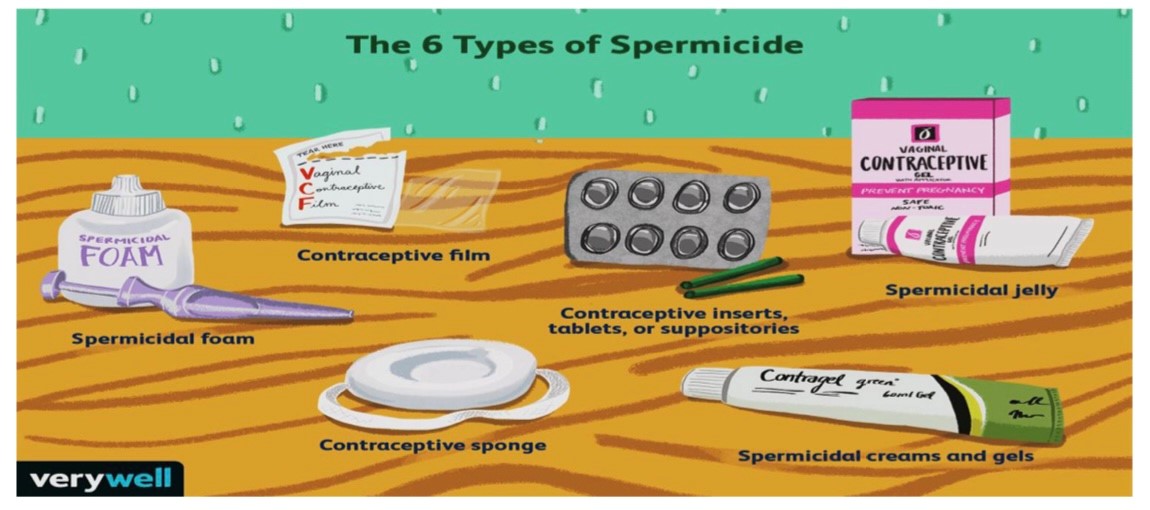 The 6 Types of Spermicide
TEAR HERE
Vaginal
Contraceptive
Film
Contraceptive film
SPERMICIDAL
FOAM
Spermicidal foam
Contraceptive inserts,
tablets, or suppositories
VAGINAL
CONTRACEPTIVE
GEL
WITH APPLICATOR
PREVENT PREGNANCY
SAFE
NON-TOXIC
VAGINAL
CONTRACEPTIVE
Spermicidal jelly
Contraceptive sponge
Contragel green
60ml Gel
Spermicidal creams and gels
verywell